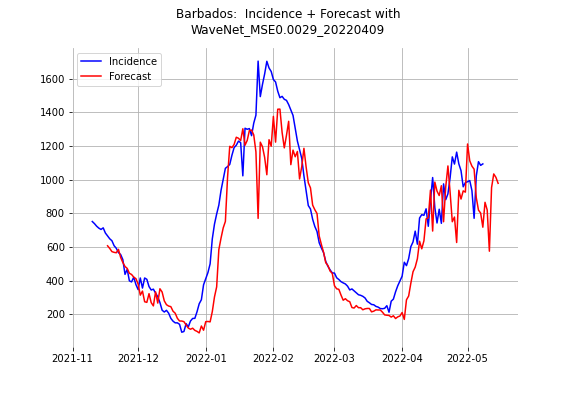 Barbados:  Incidence + Forecast with
WaveNet_MSE0.0029_20220409
Incidence
Forecast
1600
1400
1200
1000
800
600
400
200
2021-11 2021-12 2022-01 2022-02 2022-03 2022-04 2022-05